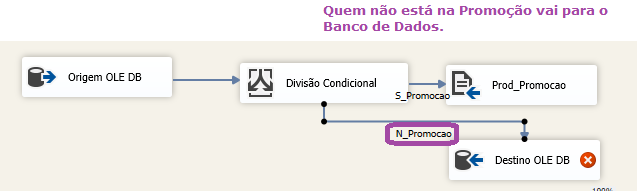 Quem não está na Promoção vai para o
Banco de Dados.
Origem OLE DB
Divisão Condicional
S_Promocao
Prod_Promocao
N_Promocao
Destino OLE DB